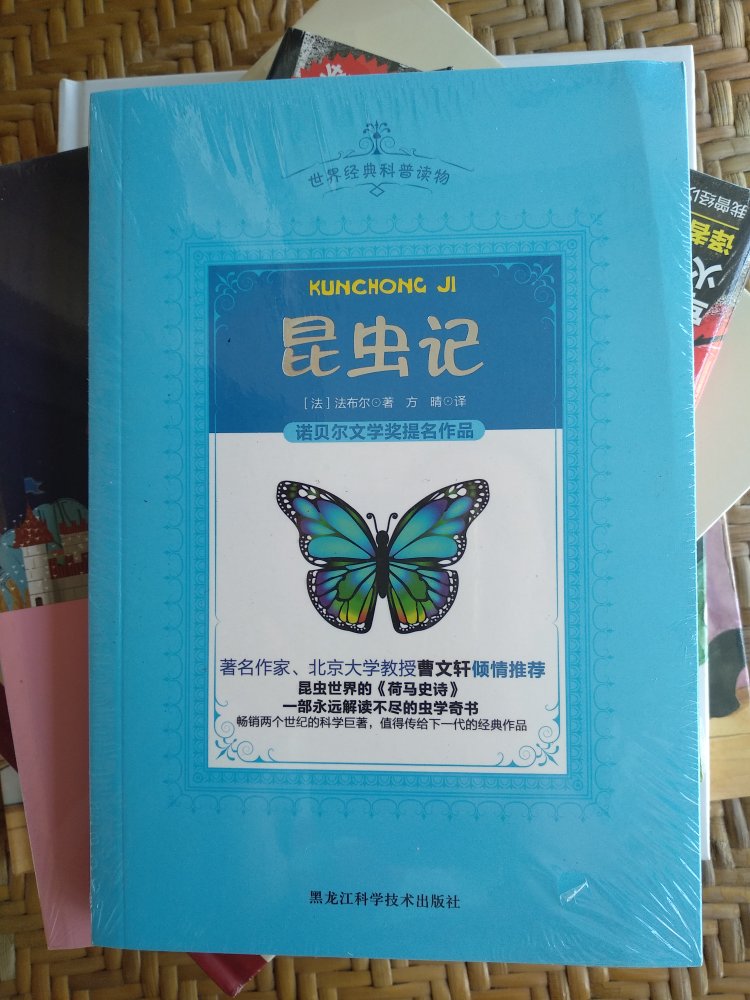 世界经典科普读物
KUNCHONG JI
昆虫记
［法］法布尔⊙著 方 晴⊙译
诺贝尔文学奖提名作品
著名作家、北京大学教授曹文轩倾情推荐
昆虫世界的《荷马史诗》
一部永远解读不尽的虫学奇书
畅销两个世纪的科学巨著，值得传给下一代的经典作品
黑龙江科学技术出版社
我曾经
译者